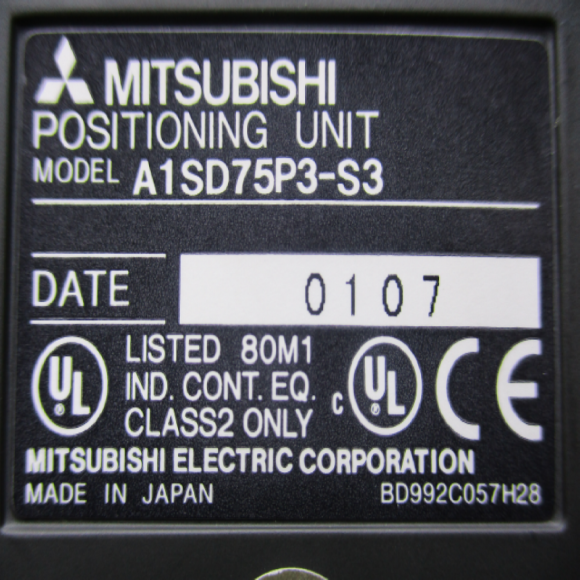 MITSUBISHI
POSITIONING UNIT
MODEL A1SD75P3-S3
DATE 0107
UL LISTED 80M1
IND. CONT. EQ.
CLASS2 ONLY
c UL CE
MITSUBISHI ELECTRIC CORPORATION
MADE IN JAPAN BD992C057H28